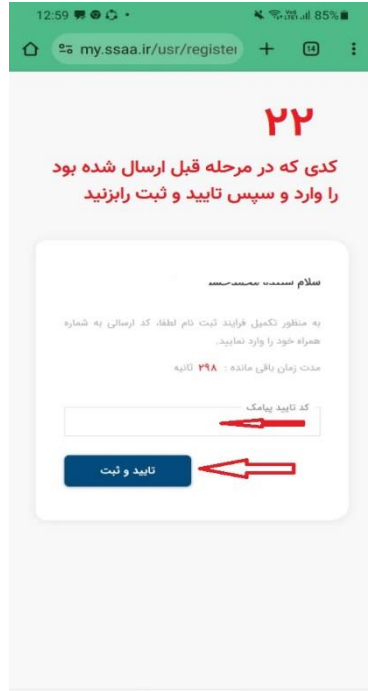 12:59
85%
my.ssaa.ir/usr/register
14
۲۲
کدی که در مرحله قبل ارسال شده بود
را وارد و سپس تایید و ثبت رابزنید
سلام
به منظور تکمیل فرایند ثبت نام لطفا، کد ارسالی به شماره
همراه خود را وارد نمایید.
مدت زمان باقی مانده : ۲۹۸ ثانیه
کد تایید پیامک
تایید و ثبت